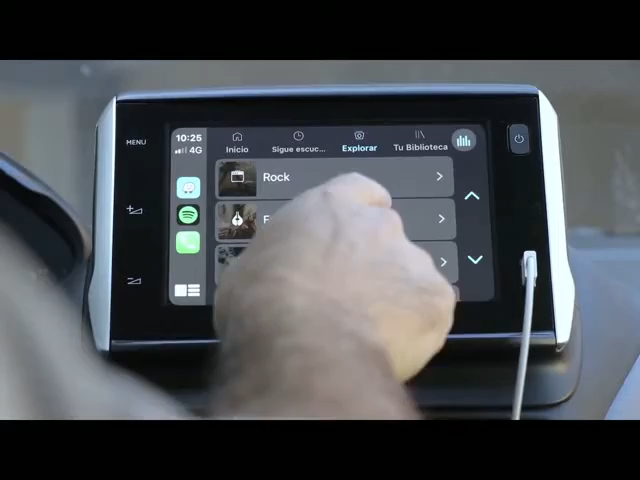 MENU
10:25
4G
Inicio
Sigue escuc...
Explorar
Tu Biblioteca
Rock